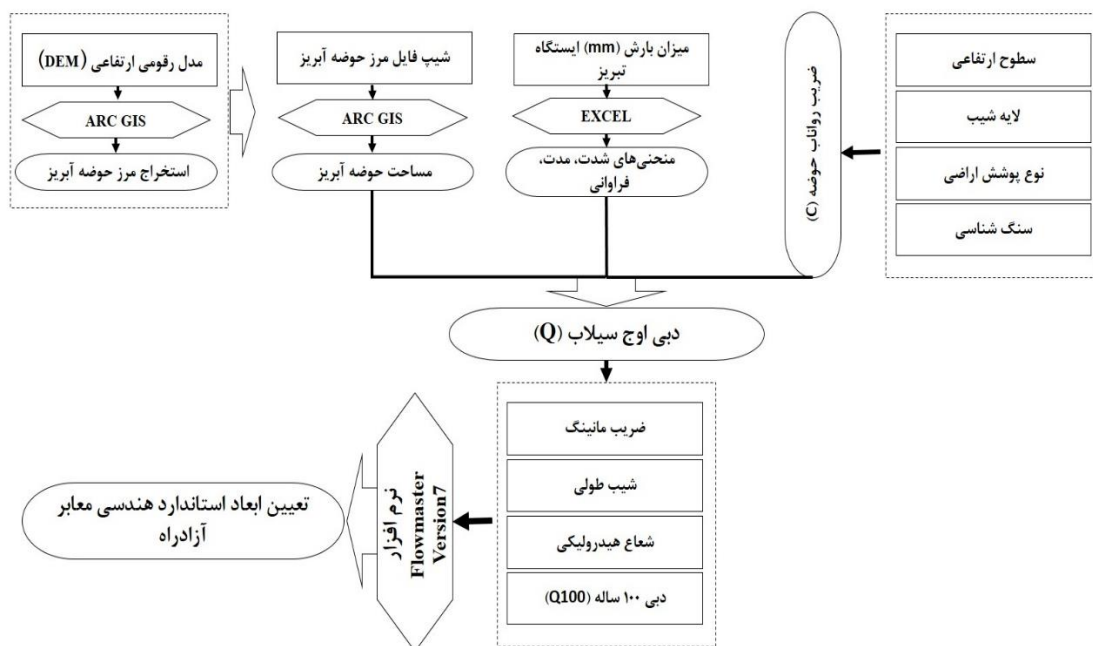 مدل رقومی ارتفاعی (DEM)
ARC GIS
استخراج مرز حوضه آبریز
شیپ فایل مرز حوضه آبریز
ARC GIS
مساحت حوضه آبریز
میزان بارش (mm) ایستگاه
تبریز
EXCEL
منحنی‌های شدت، مدت،
فراوانی
ضریب رواناب حوضه (C)
سطوح ارتفاعی
لایه شیب
نوع پوشش اراضی
سنگ شناسی
دبی اوج سیلاب (Q)
ضریب مانینگ
شیب طولی
شعاع هیدرولیکی
دبی ۱۰۰ ساله (Q100)
نرم افزار
Flowmaster
Version7
تعیین ابعاد استاندارد هندسی معابر
آزادراه